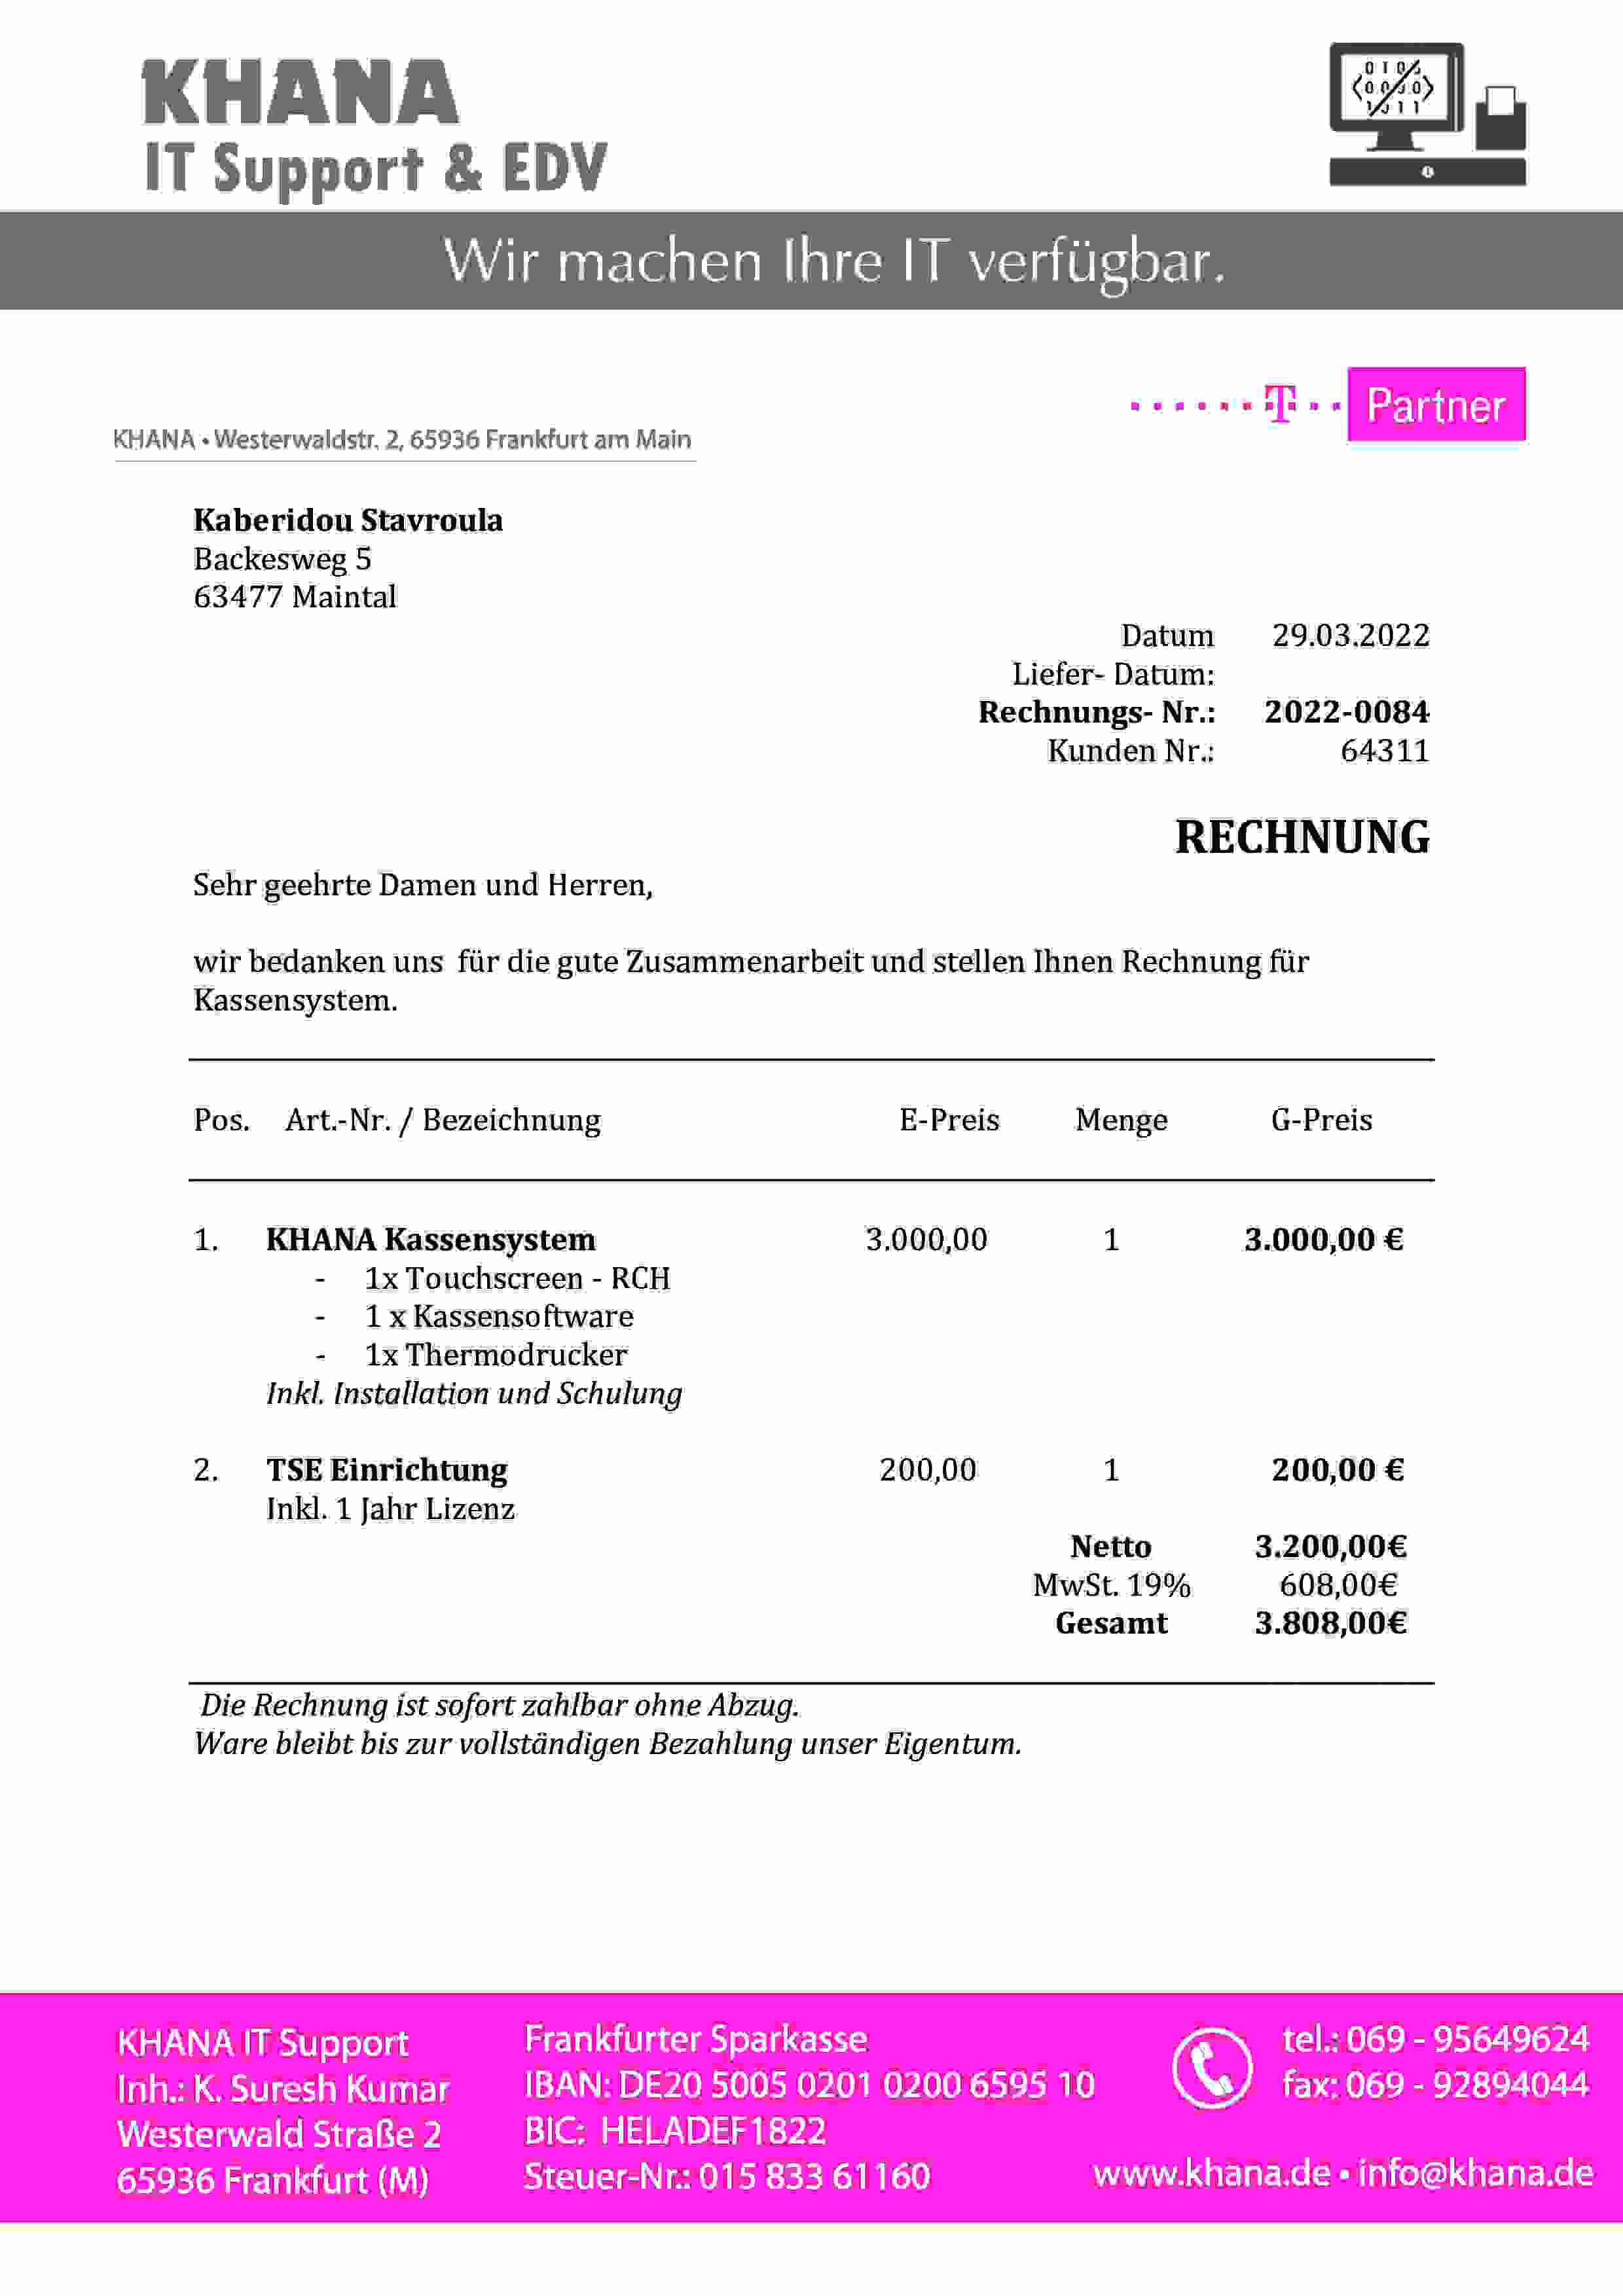 KHANA
IT Support & EDV
Wir machen Ihre IT verfügbar.
T Partner
KHANA • Westerwaldstr. 2, 65936 Frankfurt am Main
Kaberidou Stavroula
Backesweg 5
63477 Maintal
Datum 29.03.2022
Liefer- Datum:
Rechnungs- Nr.: 2022-0084
Kunden Nr.: 64311
RECHNUNG
Sehr geehrte Damen und Herren,
wir bedanken uns für die gute Zusammenarbeit und stellen Ihnen Rechnung für
Kassensystem.
Pos. Art.-Nr. / Bezeichnung E-Preis Menge G-Preis
1. KHANA Kassensystem 3.000,00 1 3.000,00 €
- 1x Touchscreen - RCH
- 1 x Kassensoftware
- 1x Thermodrucker
Inkl. Installation und Schulung
2. TSE Einrichtung 200,00 1 200,00 €
Inkl. 1 Jahr Lizenz
Netto 3.200,00€
MwSt. 19% 608,00€
Gesamt 3.808,00€
Die Rechnung ist sofort zahlbar ohne Abzug.
Ware bleibt bis zur vollständigen Bezahlung unser Eigentum.
KHANA IT Support
Inh.: K. Suresh Kumar
Westerwald Straße 2
65936 Frankfurt (M)
Frankfurter Sparkasse
IBAN: DE20 5005 0201 0200 6595 10
BIC: HELADEF1822
Steuer-Nr.: 015 833 61160
tel.: 069 - 95649624
fax: 069 - 92894044
www.khana.de • info@khana.de